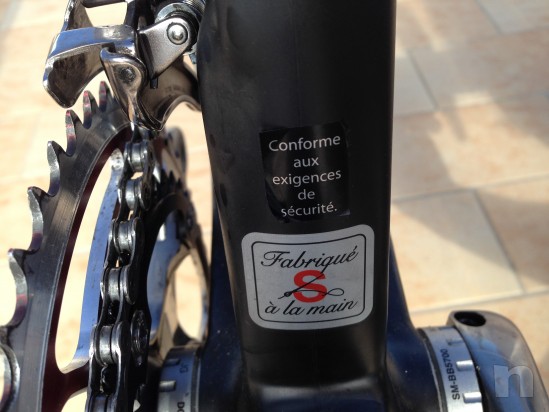 Conforme
aux
exigences
de
sécurité.
Fabriqué
S
à la main
SM-BB5700
n